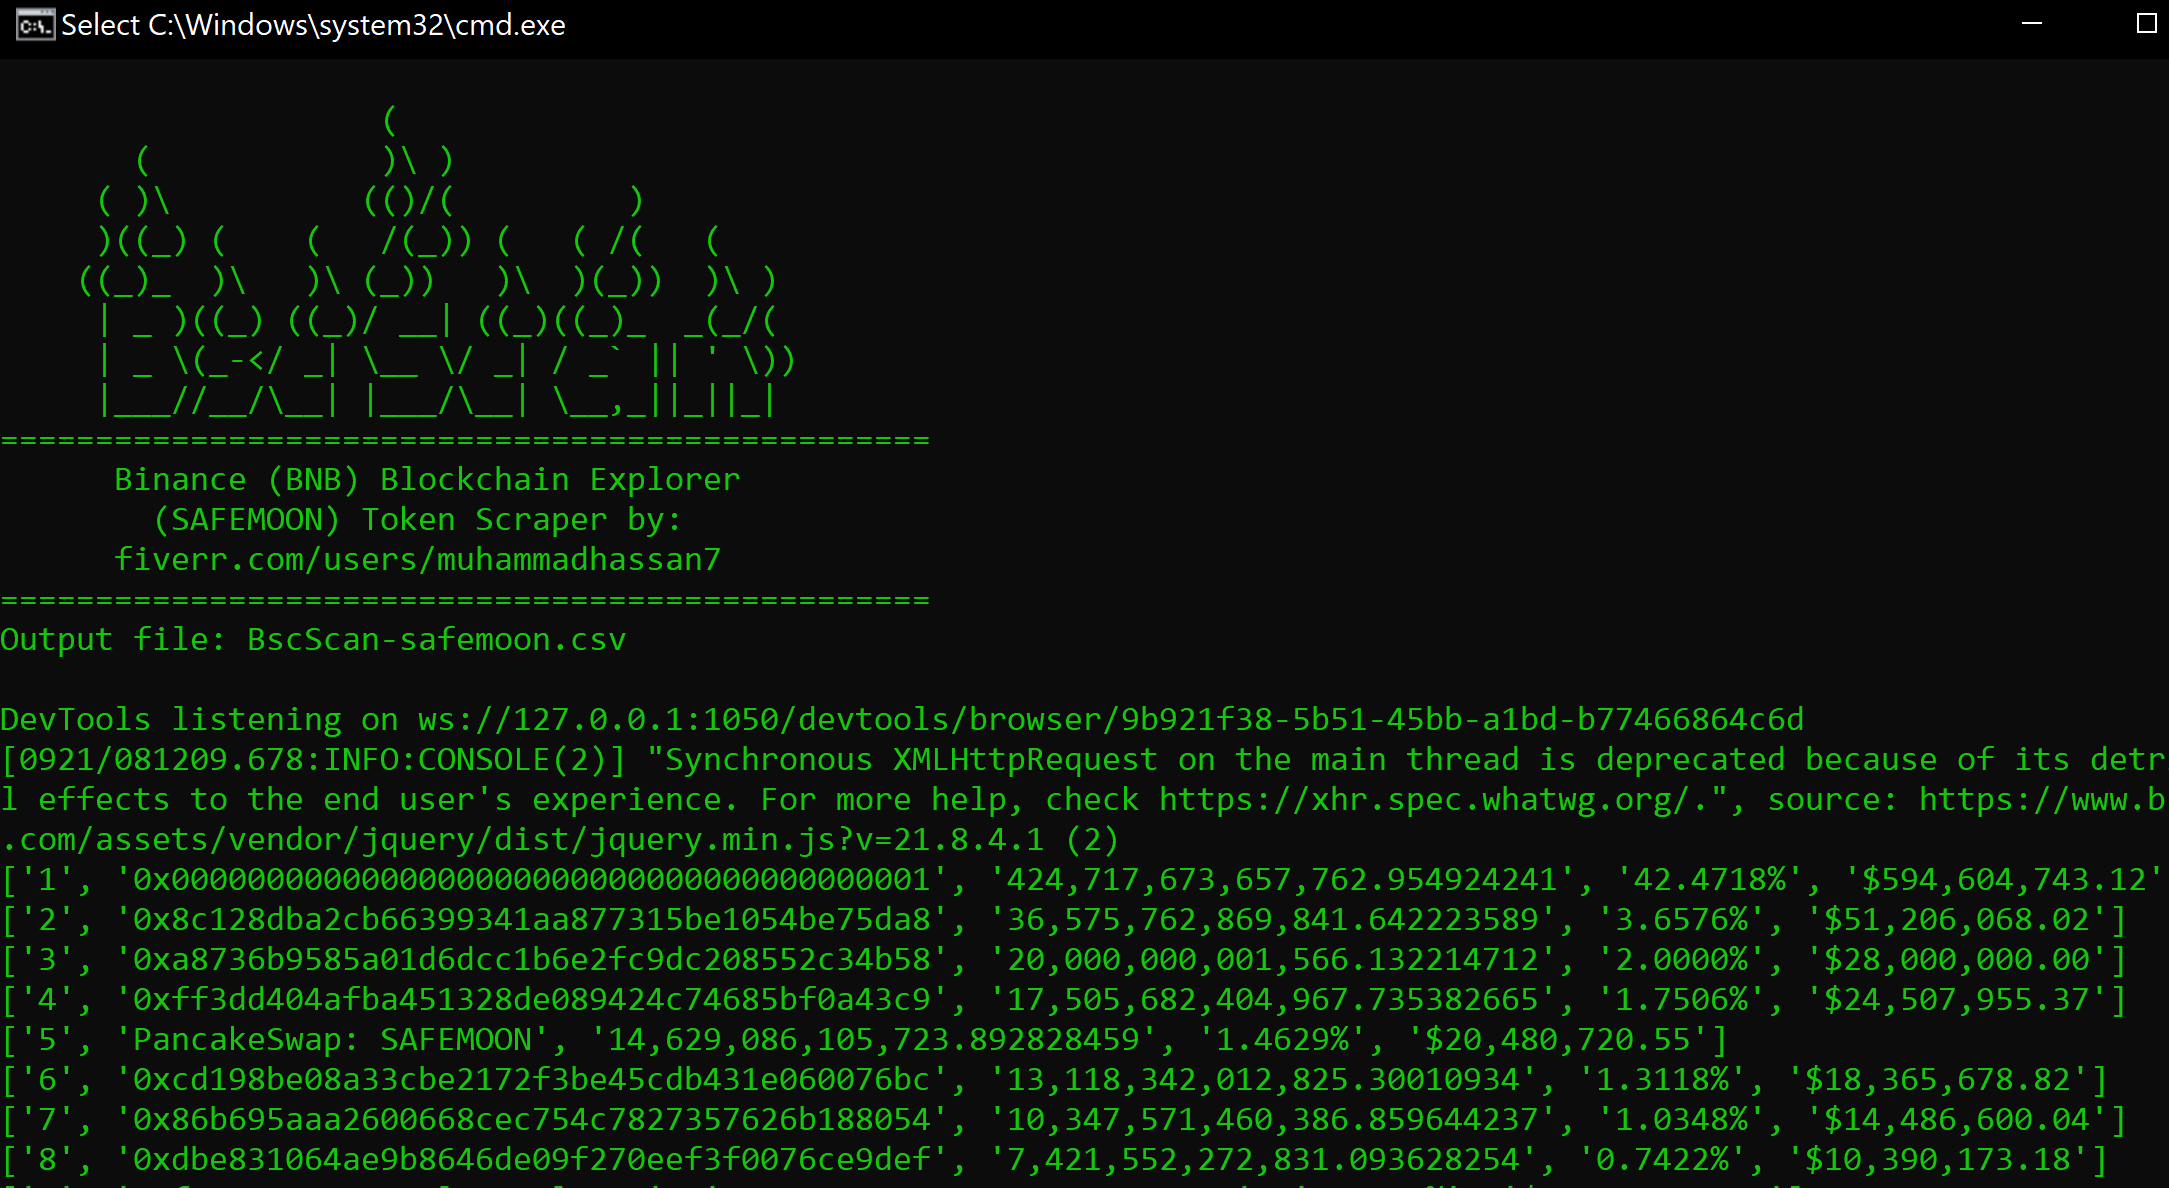 Select C:\Windows\system32\cmd.exe
                    (
       (            )\ )
     ( )\          (()/(         )
     )((_) (    (   /(_)) (   ( /(   (
    ((_)_  )\   )\ (_))   )\  )(_))  )\ )
     | _ )((_) ((_)/ __| ((_)((_)_  _(_/(
     | _ \(_-</ _| \__ \/ _| / _` || ' \))
     |___//__/\__| |___/\__| \__,_||_||_|
=================================================
      Binance (BNB) Blockchain Explorer
        (SAFEMOON) Token Scraper by:
      fiverr.com/users/muhammadhassan7
=================================================
Output file: BscScan-safemoon.csv
DevTools listening on ws://127.0.0.1:1050/devtools/browser/9b921f38-5b51-45bb-a1bd-b77466864c6d
[0921/081209.678:INFO:CONSOLE(2)] "Synchronous XMLHttpRequest on the main thread is deprecated because of its detr
l effects to the end user's experience. For more help, check https://xhr.spec.whatwg.org/.", source: https://www.b
.com/assets/vendor/jquery/dist/jquery.min.js?v=21.8.4.1 (2)
['1', '0x0000000000000000000000000000000000000001', '424,717,673,657,762.954924241', '42.4718%', '$594,604,743.12'
['2', '0x8c128dba2cb66399341aa877315be1054be75da8', '36,575,762,869,841.642223589', '3.6576%', '$51,206,068.02']
['3', '0xa8736b9585a01d6dcc1b6e2fc9dc208552c34b58', '20,000,000,001,566.132214712', '2.0000%', '$28,000,000.00']
['4', '0xff3dd404afba451328de089424c74685bf0a43c9', '17,505,682,404,967.735382665', '1.7506%', '$24,507,955.37']
['5', 'PancakeSwap: SAFEMOON', '14,629,086,105,723.892828459', '1.4629%', '$20,480,720.55']
['6', '0xcd198be08a33cbe2172f3be45cdb431e060076bc', '13,118,342,012,825.30010934', '1.3118%', '$18,365,678.82']
['7', '0x86b695aaa2600668cec754c7827357626b188054', '10,347,571,460,386.859644237', '1.0348%', '$14,486,600.04']
['8', '0xdbe831064ae9b8646de09f270eef3f0076ce9def', '7,421,552,272,831.093628254', '0.7422%', '$10,390,173.18']